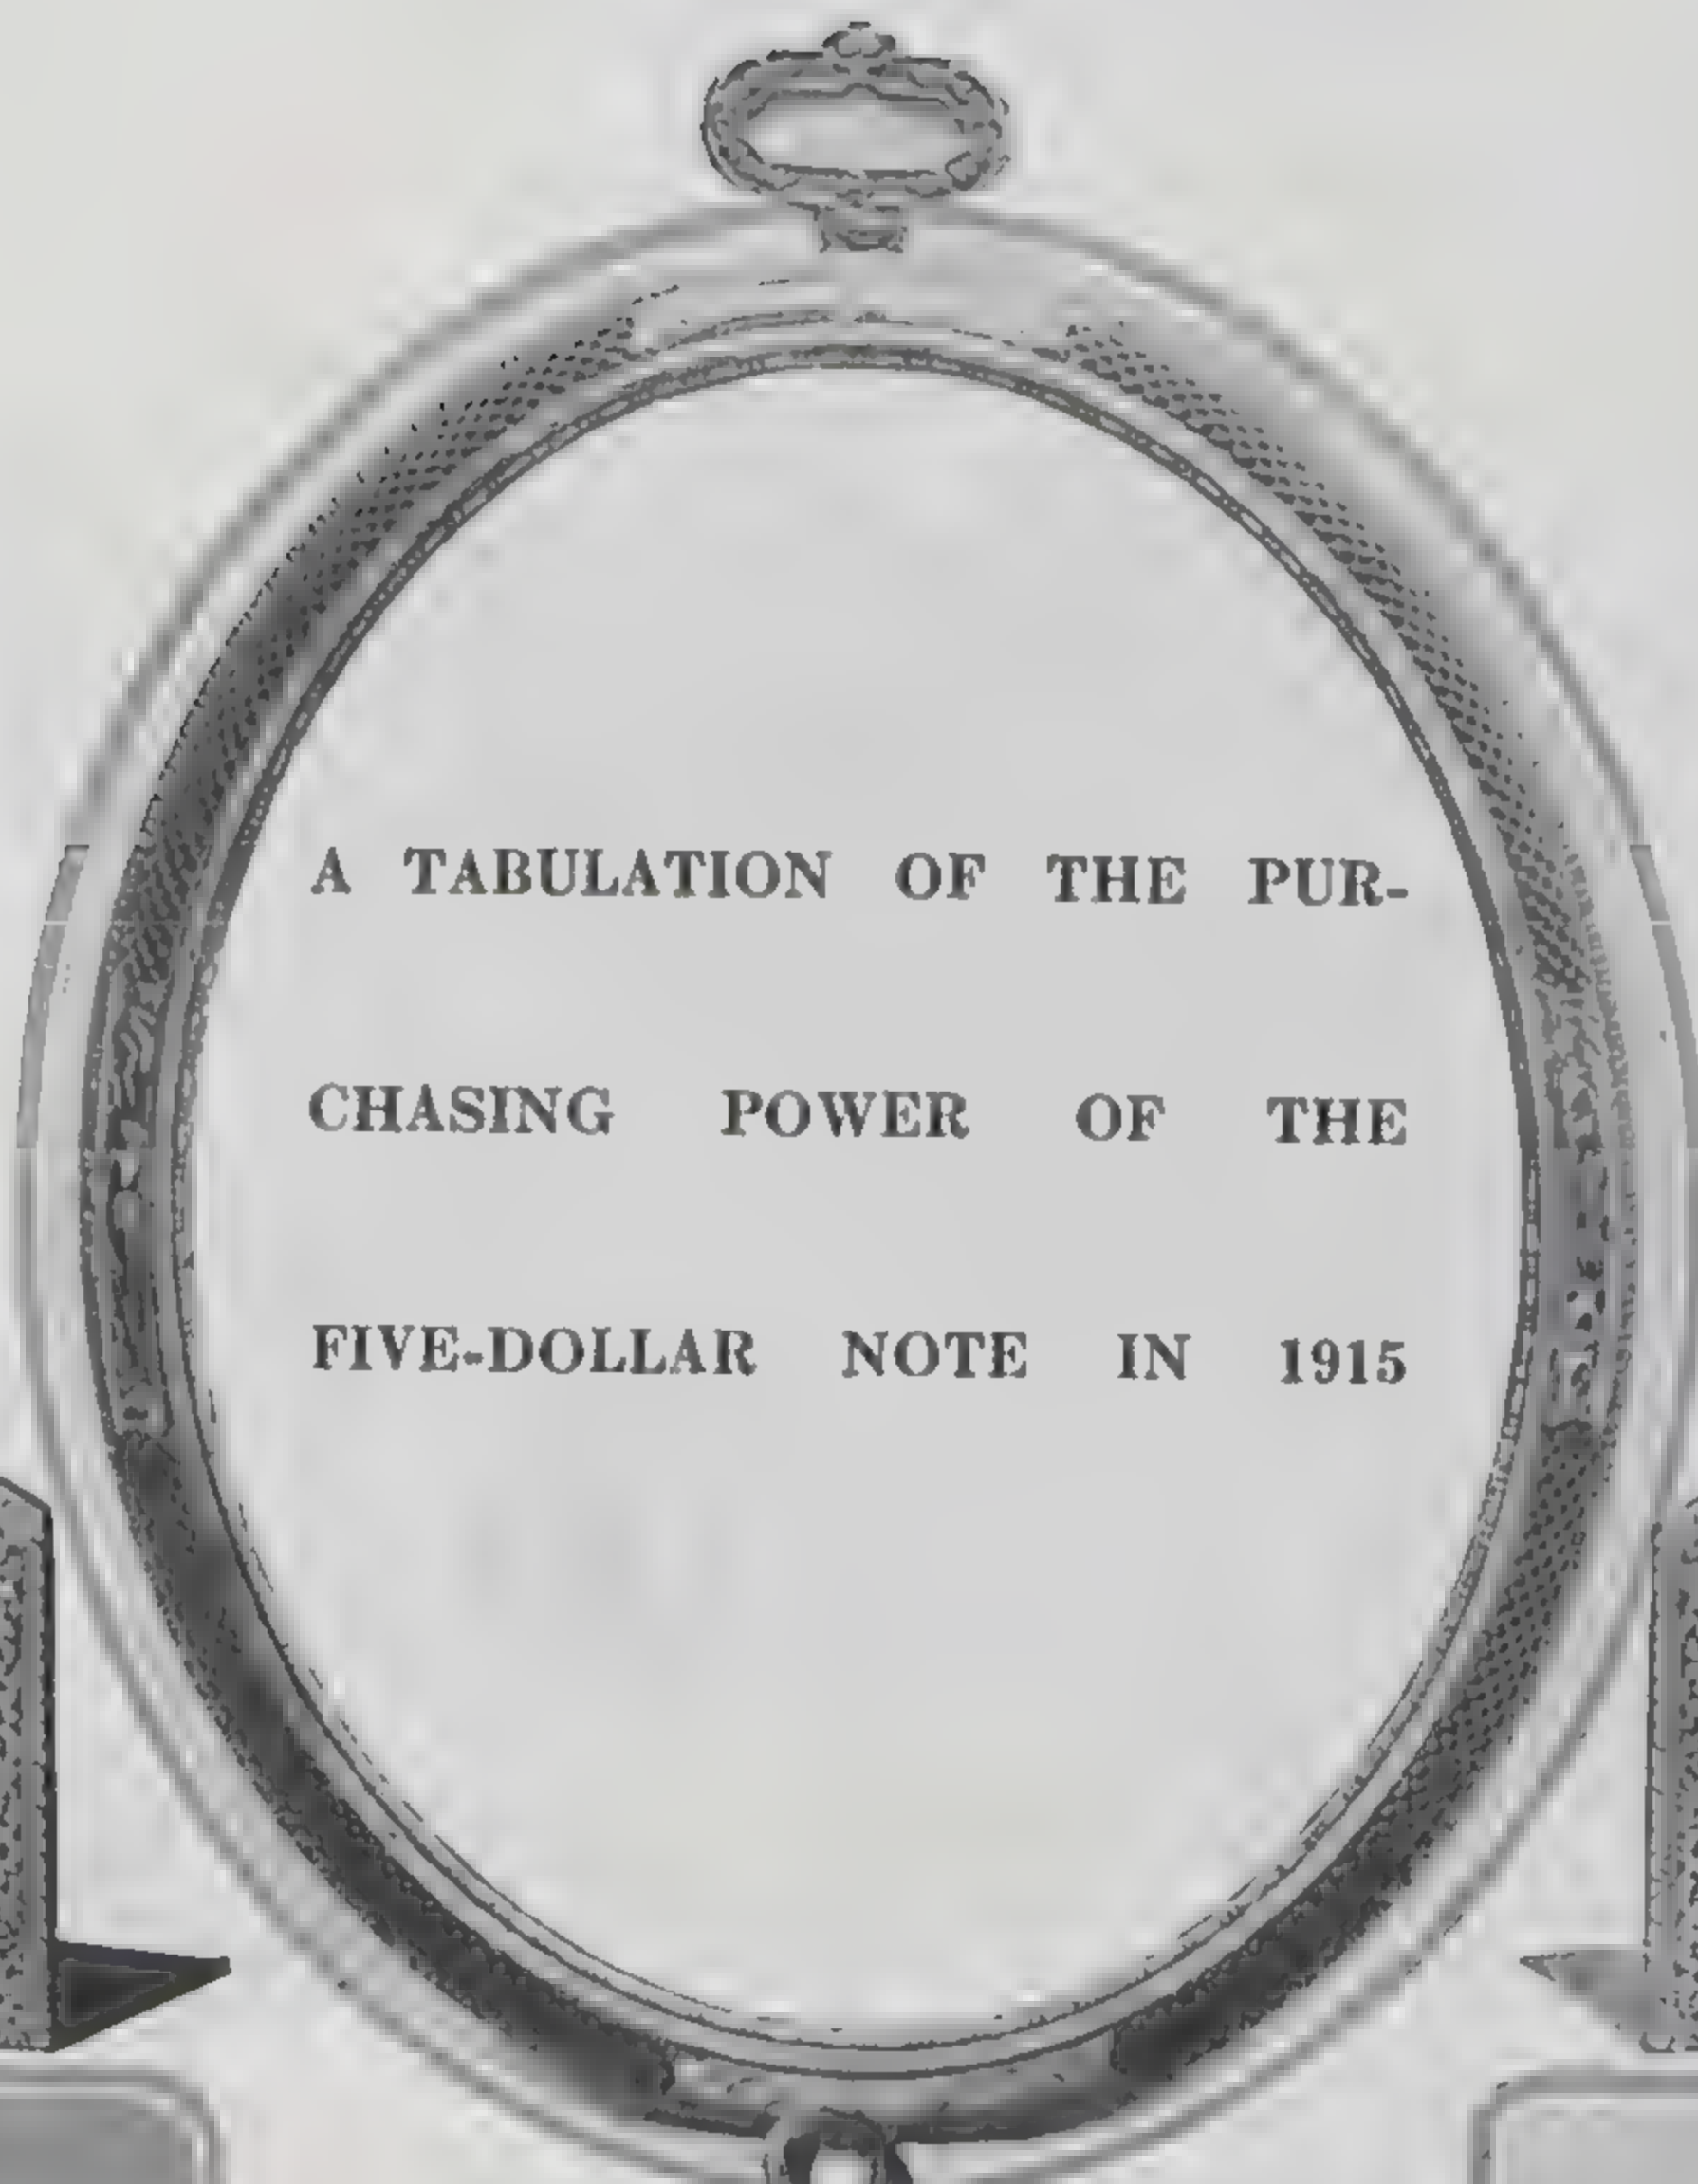 A TABULATION OF THE PUR-
CHASING POWER OF THE
FIVE-DOLLAR NOTE IN 1915